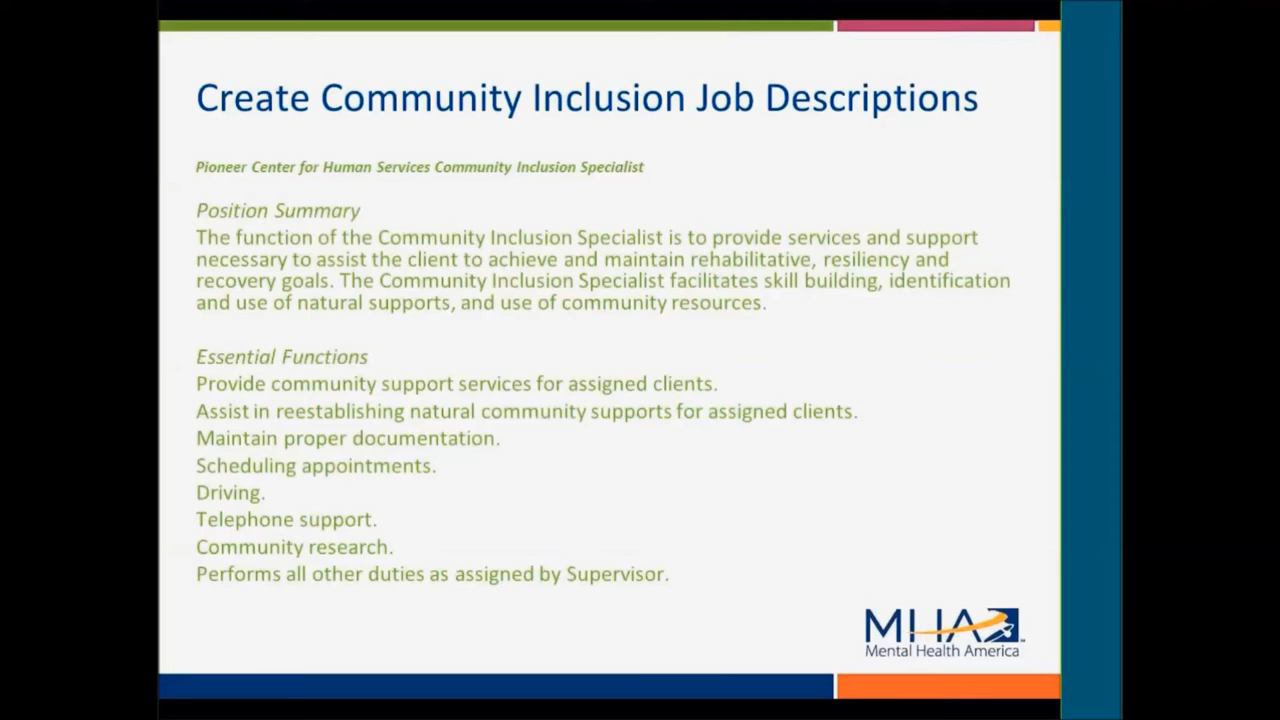 Create Community Inclusion Job Descriptions
Pioneer Center for Human Services Community Inclusion Specialist
Position Summary
The function of the Community Inclusion Specialist is to provide services and support
necessary to assist the client to achieve and maintain rehabilitative, resiliency and
recovery goals. The Community Inclusion Specialist facilitates skill building, identification
and use of natural supports, and use of community resources.
Essential Functions
Provide community support services for assigned clients.
Assist in reestablishing natural community supports for assigned clients.
Maintain proper documentation.
Scheduling appointments.
Driving.
Telephone support.
Community research.
Performs all other duties as assigned by Supervisor.
MHA
Mental Health America